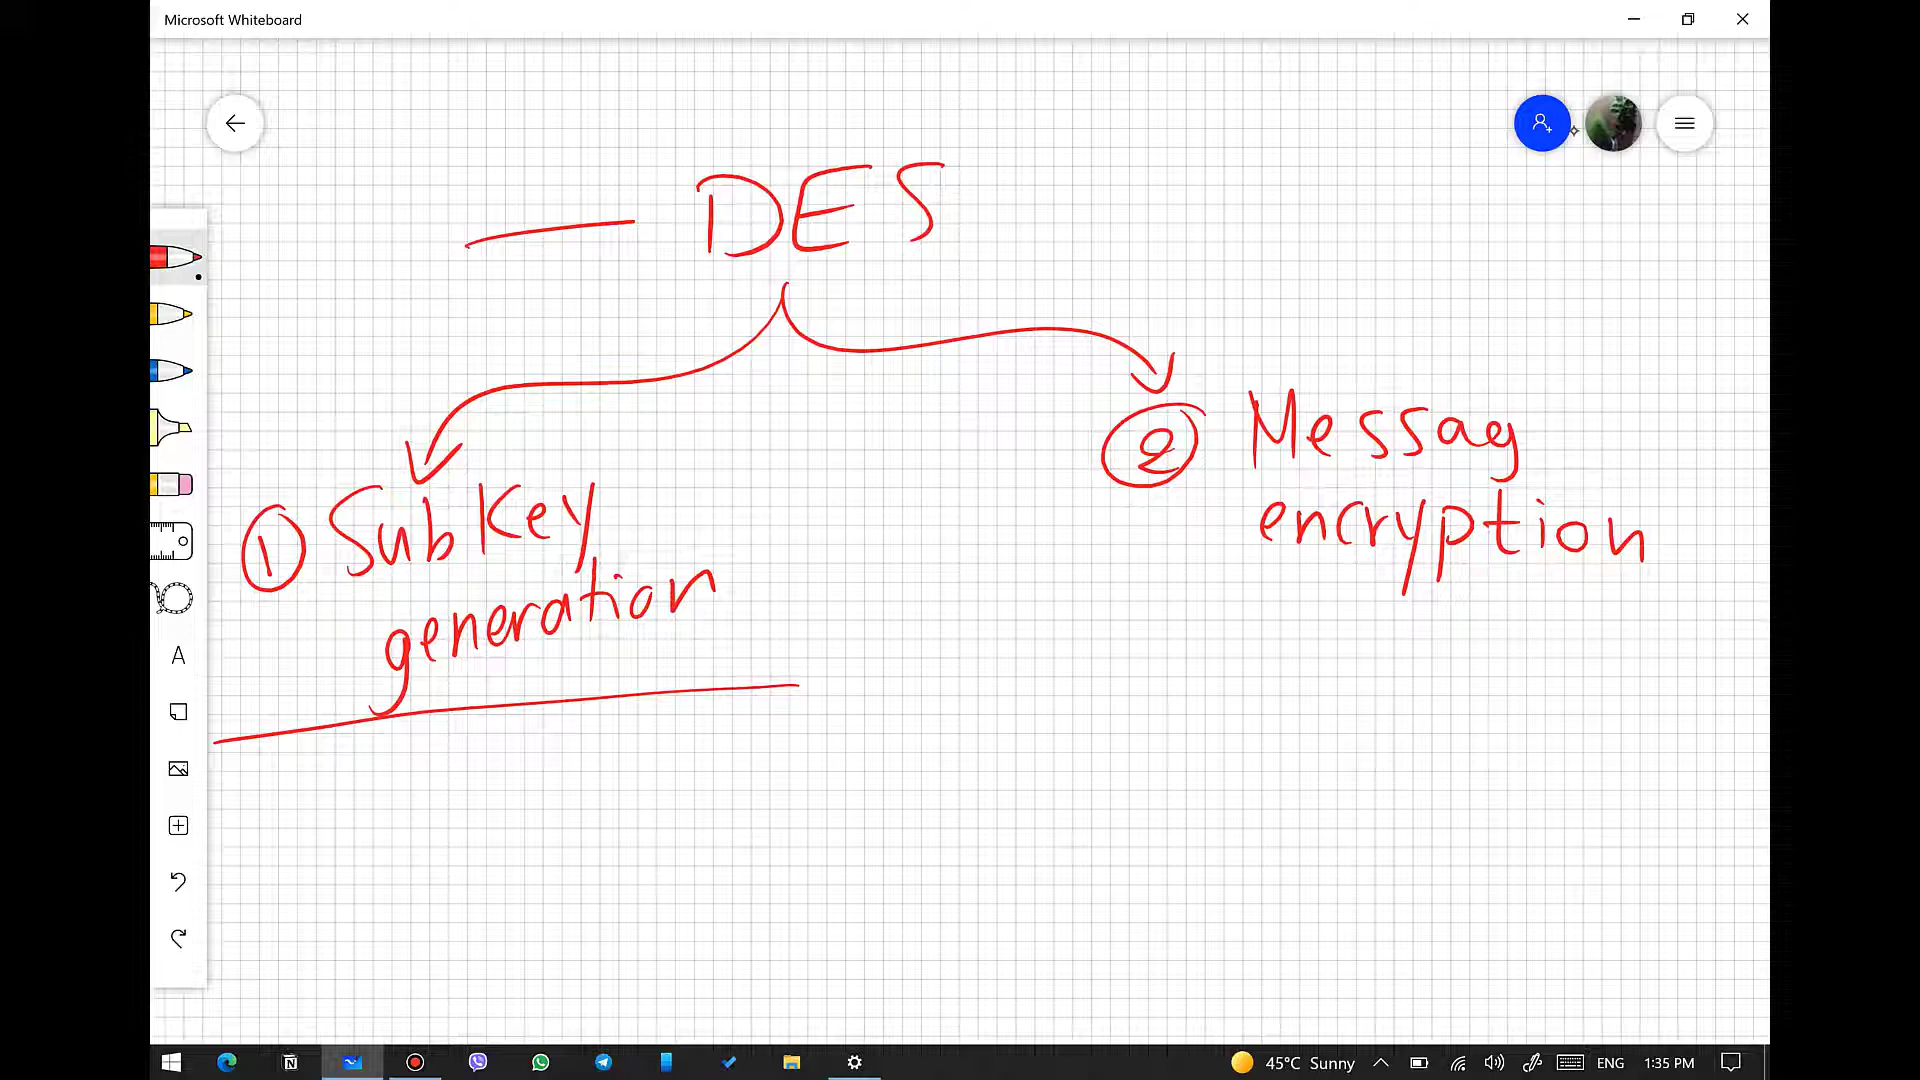 Microsoft Whiteboard
DES
① Subkey
generation
② Messag
encryption
A
45°C Sunny
ENG
1:35 PM